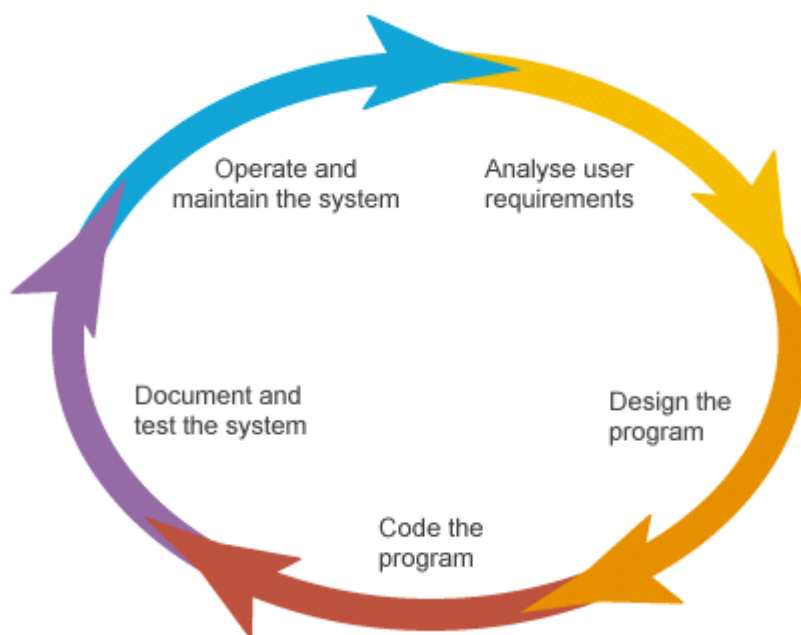 Operate and
maintain the system
Analyse user
requirements
Design the
program
Code the
program
Document and
test the system